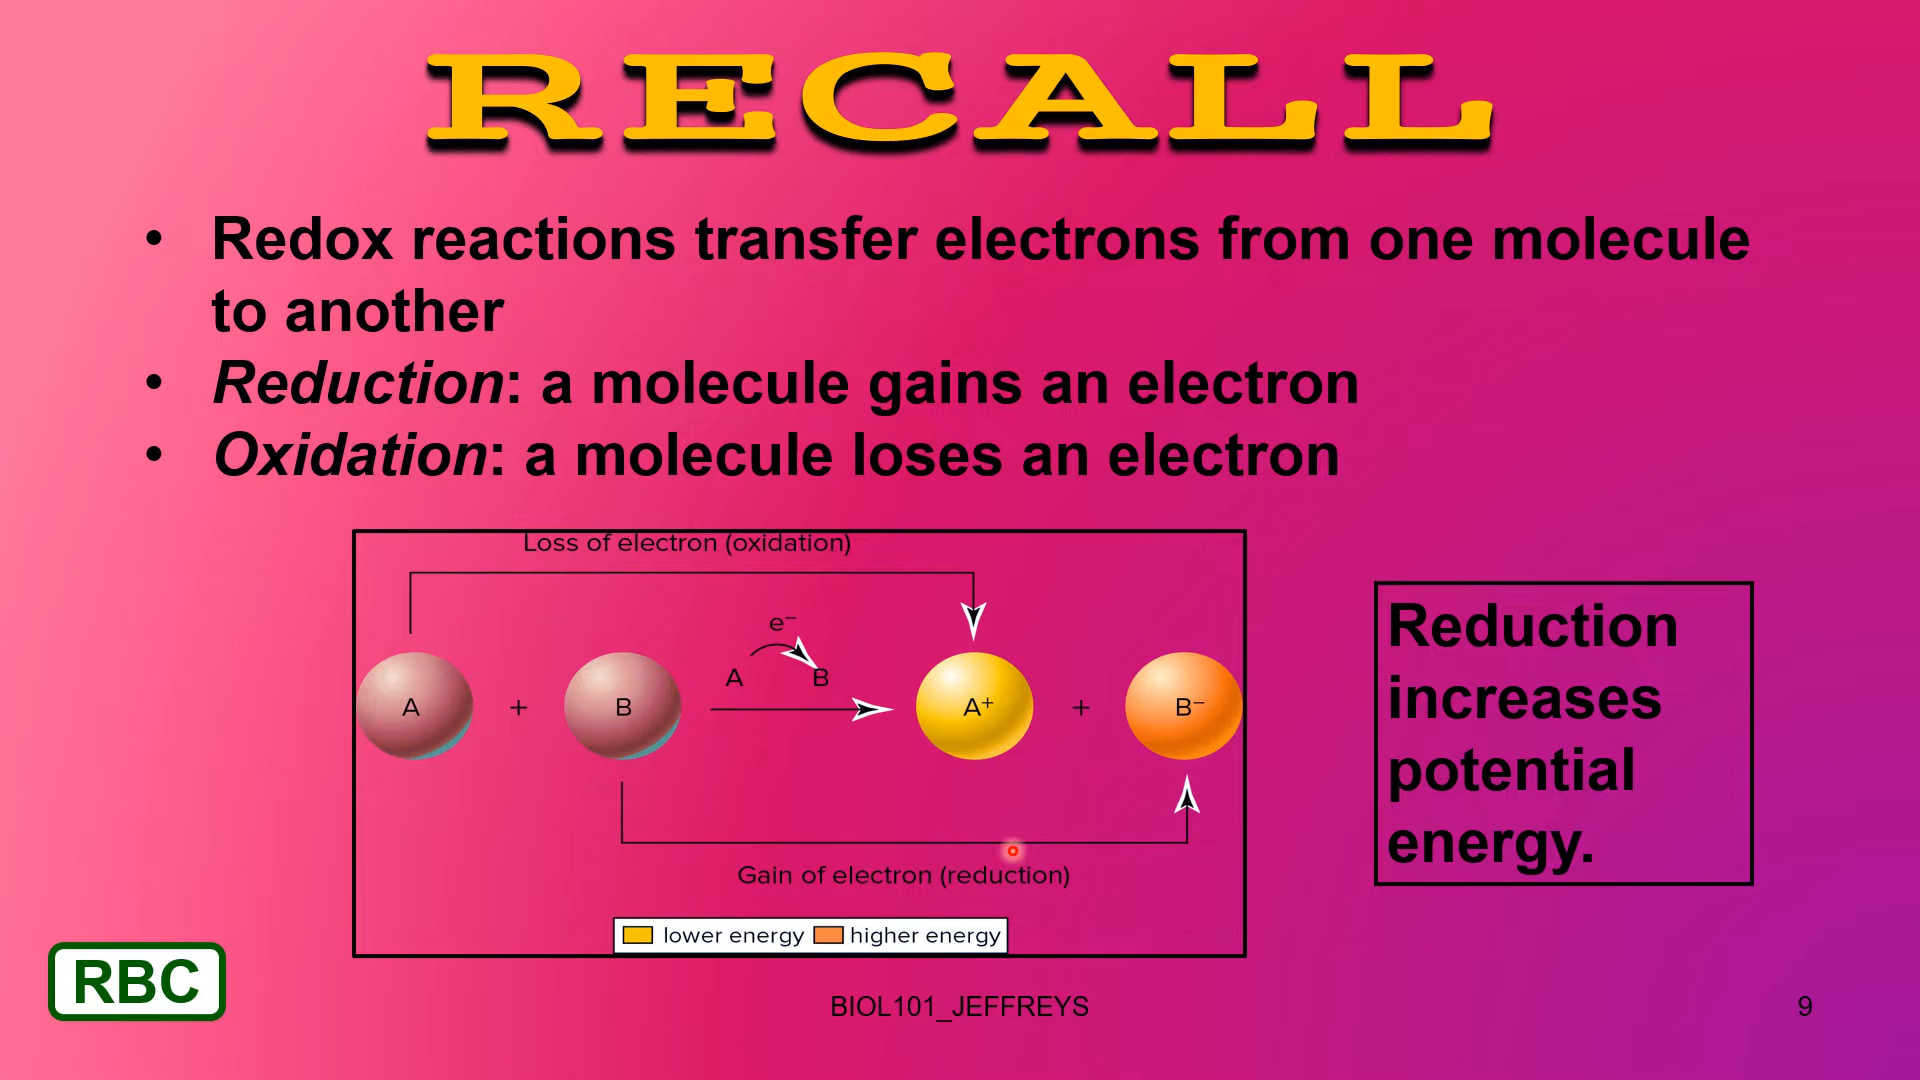 RECALL
• Redox reactions transfer electrons from one molecule
to another
• Reduction: a molecule gains an electron
• Oxidation: a molecule loses an electron
Loss of electron (oxidation)
e⁻
A B
A + B A⁺ + B⁻
Gain of electron (reduction)
lower energy higher energy
Reduction
increases
potential
energy.
RBC
BIOL101_JEFFREYS
9